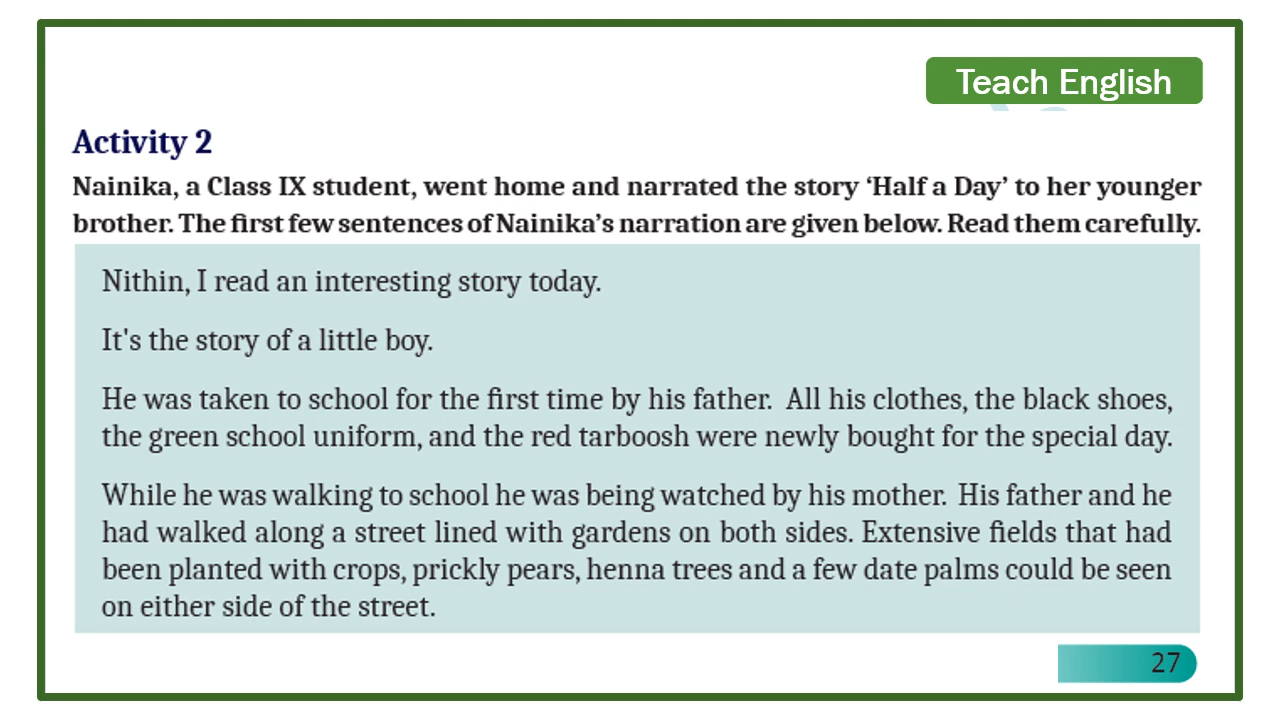 Teach English
Activity 2
Nainika, a Class IX student, went home and narrated the story ‘Half a Day’ to her younger
brother. The first few sentences of Nainika’s narration are given below. Read them carefully.
Nithin, I read an interesting story today.
It's the story of a little boy.
He was taken to school for the first time by his father. All his clothes, the black shoes,
the green school uniform, and the red tarboosh were newly bought for the special day.
While he was walking to school he was being watched by his mother. His father and he
had walked along a street lined with gardens on both sides. Extensive fields that had
been planted with crops, prickly pears, henna trees and a few date palms could be seen
on either side of the street.
27